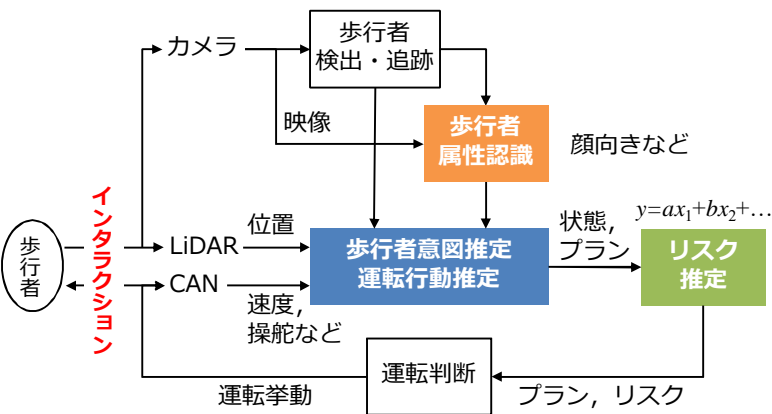 歩行者
検出・追跡
カメラ
映像
歩行者
属性認識
顔向きなど
インタラクション
歩行者
LiDAR
位置
CAN
速度,
操舵など
歩行者意図推定
運転行動推定
状態,
プラン
y=ax₁+bx₂+…
リスク
推定
運転判断
運転挙動
プラン, リスク